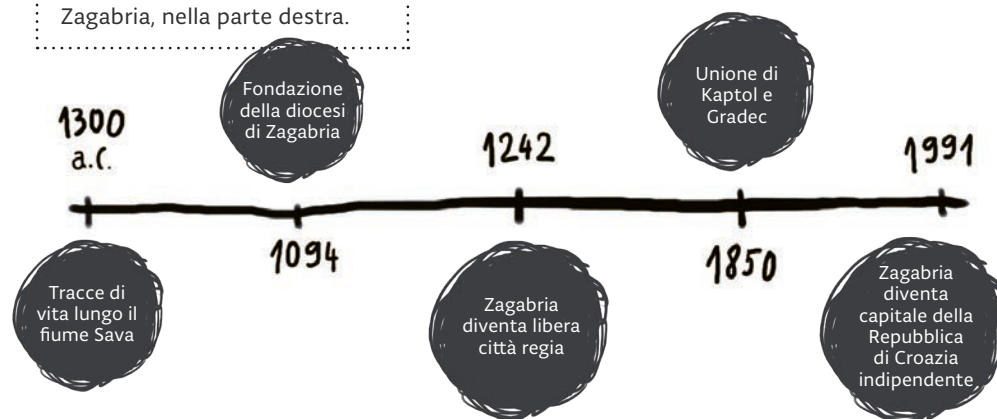 Zagabria, nella parte destra.
Fondazione
della diocesi
di Zagabria
Unione di
Kaptol e
Gradec
1300
a.C.
1242
1991
1094
1850
Tracce di
vita lungo il
fiume Sava
Zagabria
diventa libera
città regia
Zagabria
diventa
capitale della
Repubblica
di Croazia
indipendente